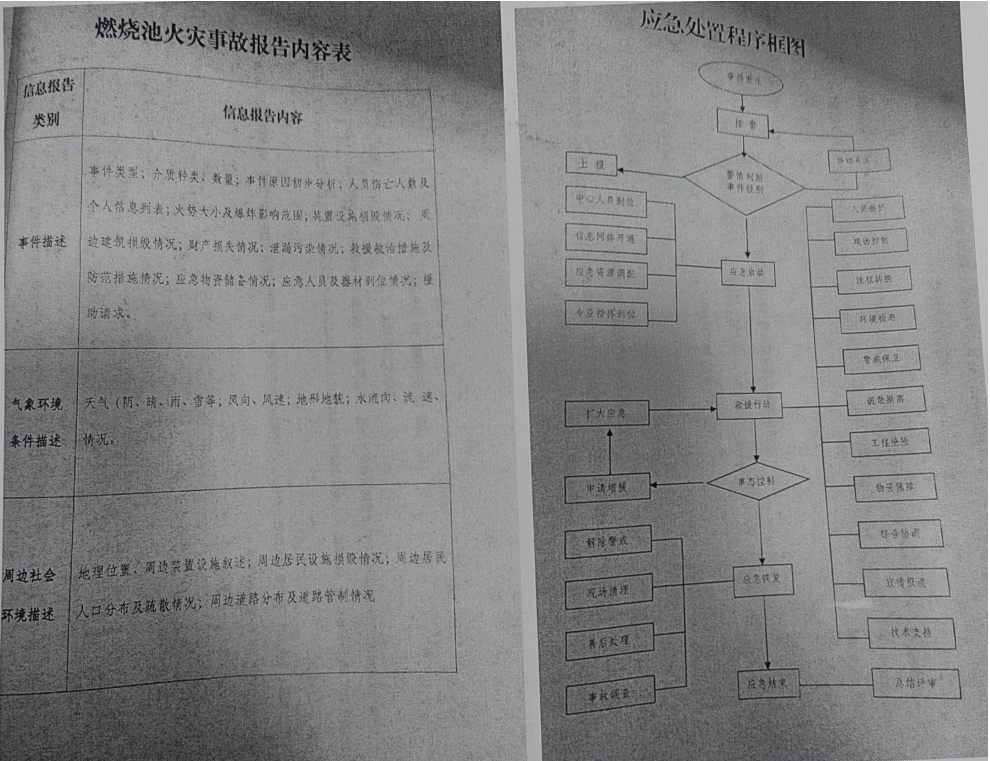 燃烧池火灾事故报告内容表
信息报告
类别
信息报告内容
事件描述
事件类型；介质种类、数量；事件原因初步分析；人员伤亡人数及
个人信息列表；火势大小及爆炸影响范围；装置设施损毁情况； 周
边建筑损毁情况；财产损失情况；泄漏污染情况；救援救治措施及
防范措施情况；应急物资储备情况；应急人员及器材到位情况；援
助请求。
气象环境
条件描述
天气（阴、晴、雨、雪等；风向、风速；地形地貌；水流向、流 速、
情况。
周边社会
环境描述
地理位置、周边装置设施叙述；周边居民设施损毁情况；周边居民
人口分布及疏散情况；周边道路分布及道路管制情况
应急处置程序框图
事件发生
接警
上报
警情判断
事件级别
中心人员到位
信息网络开通
应急资源调配
专业指挥到位
应急启动
人员救护
现场控制
流程转换
环境检测
警戒保卫
疏散撤离
工程抢险
物资保障
综合协调
宣传报道
技术支持
扩大应急
救援行动
申请增援
事态控制
解除警戒
现场清理
善后处理
事故调查
应急恢复
应急结束
总结评审